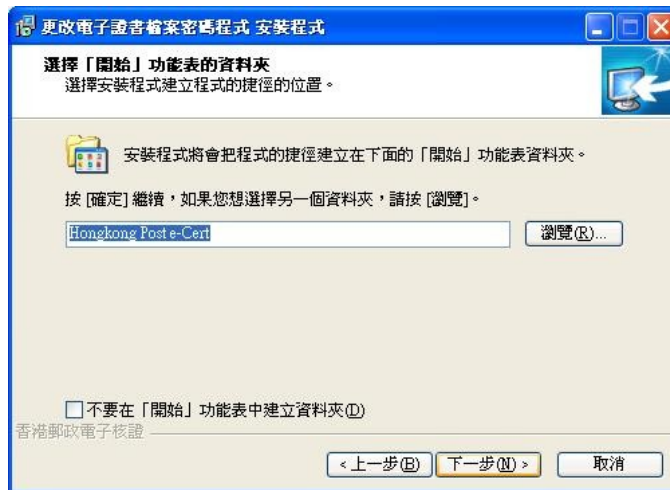 更改電子證書檔案密碼程式 安裝程式
選擇「開始」功能表的資料夾
選擇安裝程式建立程式的捷徑的位置。
安裝程式將會把程式的捷徑建立在下面的「開始」功能表資料夾。
按 [確定] 繼續，如果您想選擇另一個資料夾，請按 [瀏覽]。
Hongkong Post e-Cert
瀏覽(R)...
不要在「開始」功能表中建立資料夾(D)
香港郵政電子核證
< 上一步(B) 下一步(N) > 取消